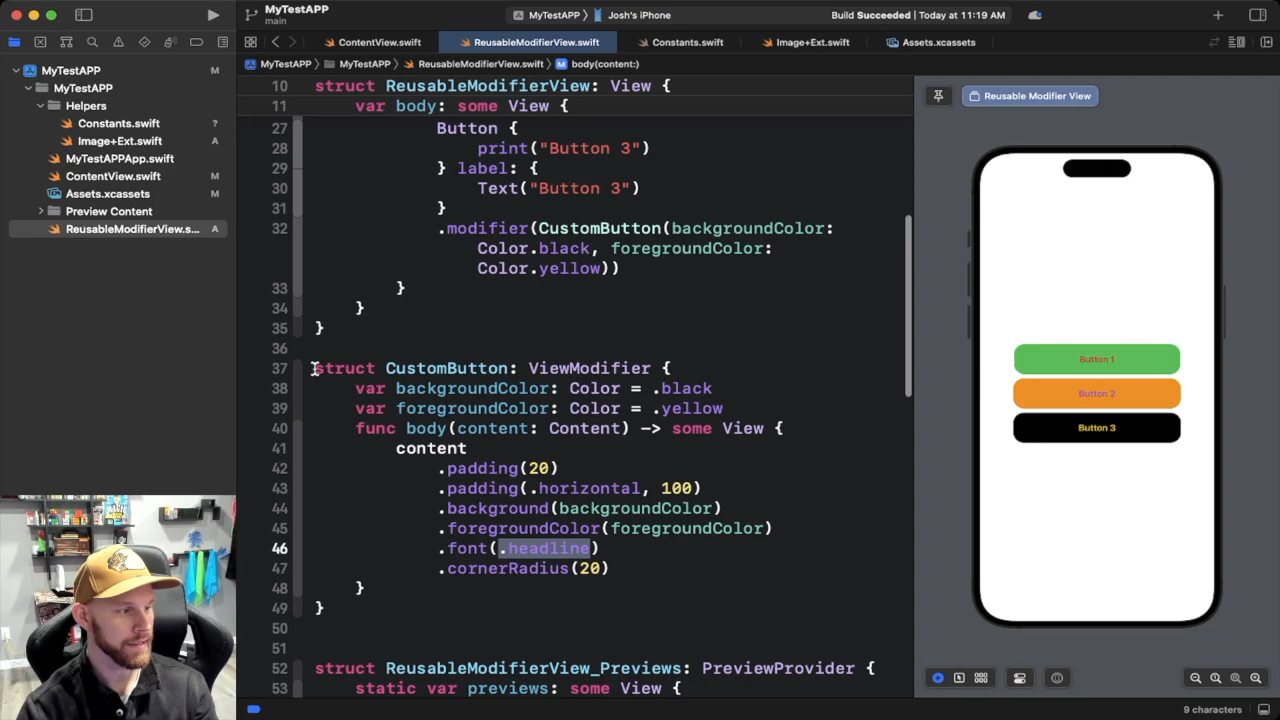 MyTestAPP
main
MyTestAPP
Josh's iPhone
Build Succeeded | Today at 11:19 AM
ContentView.swift
ReusableModifierView.swift
Constants.swift
Image+Ext.swift
Assets.xcassets
MyTestAPP
M
MyTestAPP
MyTestAPP
ReusableModifierView.swift
M body(content:)
MyTestAPP
Helpers
Constants.swift
?
Image+Ext.swift
A
MyTestAPPApp.swift
ContentView.swift
M
Assets.xcassets
M
Preview Content
ReusableModifierView.s...
A
10 struct ReusableModifierView: View {
11 var body: some View {
27 Button {
28 print("Button 3")
29 } label: {
30 Text("Button 3")
31 }
32 .modifier(CustomButton(backgroundColor:
Color.black, foregroundColor:
Color.yellow))
33 }
34 }
35 }
36
37 struct CustomButton: ViewModifier {
38 var backgroundColor: Color = .black
39 var foregroundColor: Color = .yellow
40 func body(content: Content) -> some View {
41 content
42 .padding(20)
43 .padding(.horizontal, 100)
44 .background(backgroundColor)
45 .foregroundColor(foregroundColor)
46 .font(.headline)
47 .cornerRadius(20)
48 }
49 }
50
51
52 struct ReusableModifierView_Previews: PreviewProvider {
53 static var previews: some View {
Reusable Modifier View
Button 1
Button 2
Button 3
9 characters